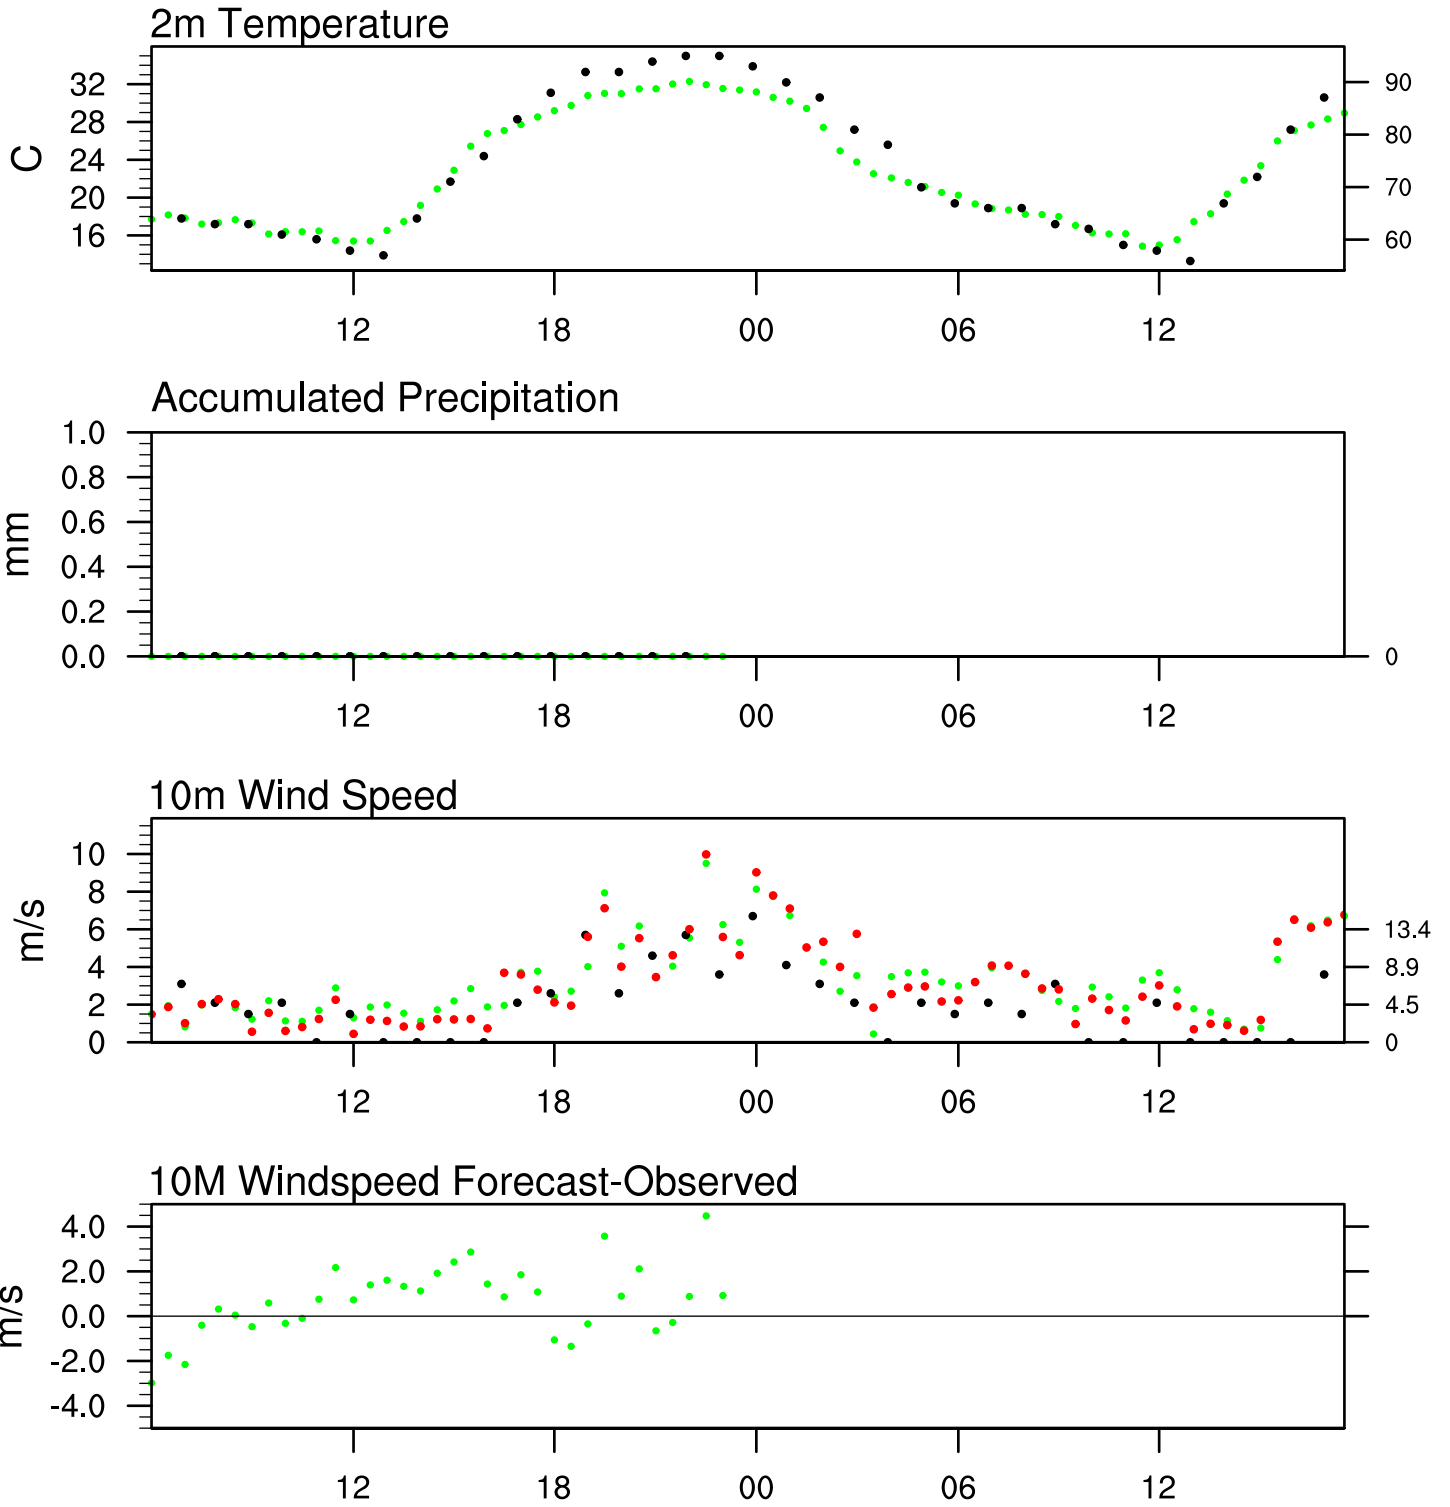 2m Temperature
C
32
28
24
20
16
90
80
70
60
12 18 00 06 12
Accumulated Precipitation
mm
1.0
0.8
0.6
0.4
0.2
0.0
0
12 18 00 06 12
10m Wind Speed
m/s
10
8
6
4
2
0
13.4
8.9
4.5
0
12 18 00 06 12
10M Windspeed Forecast-Observed
m/s
4.0
2.0
0.0
-2.0
-4.0
12 18 00 06 12